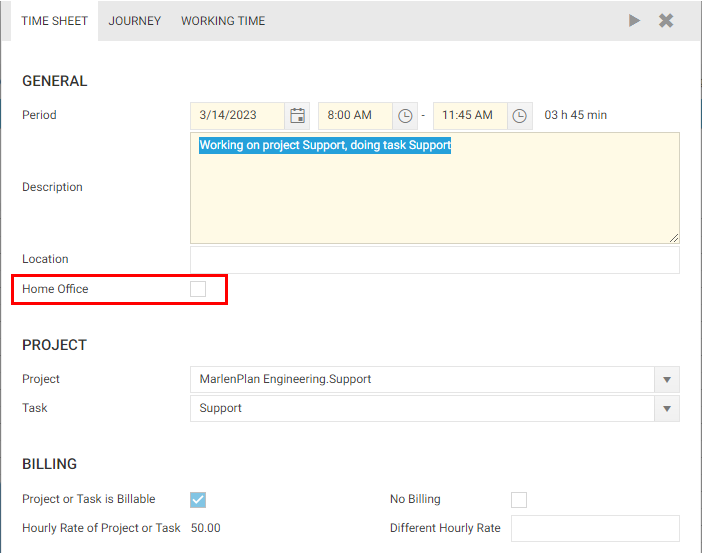 TIME SHEET JOURNEY WORKING TIME
GENERAL
Period 3/14/2023 8:00 AM - 11:45 AM 03 h 45 min
Working on project Support, doing task Support
Description
Location
Home Office
PROJECT
Project MarlenPlan Engineering.Support
Task Support
BILLING
Project or Task is Billable No Billing
Hourly Rate of Project or Task 50.00 Different Hourly Rate